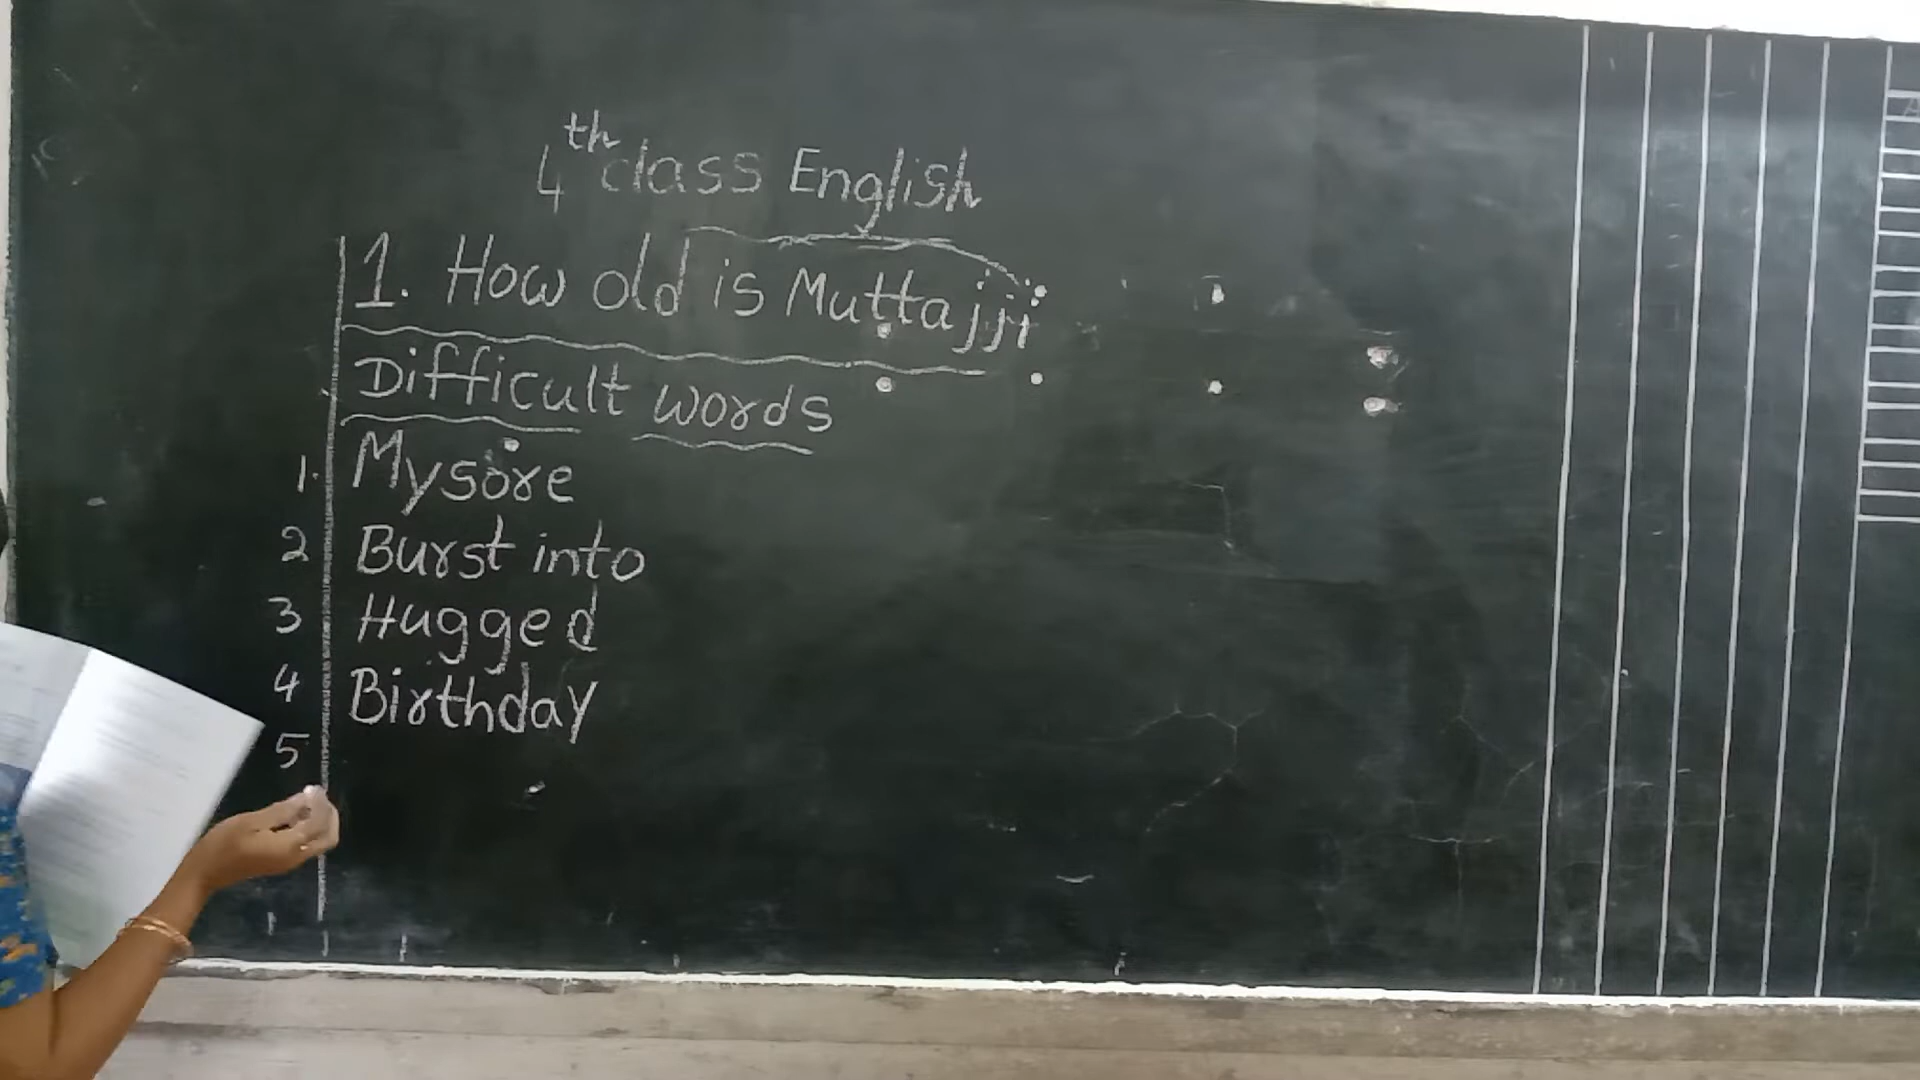 4th class English
1. How old is Muttajji
Difficult words
1. Mysore
2 Burst into
3 Hugged
4 Birthday
5